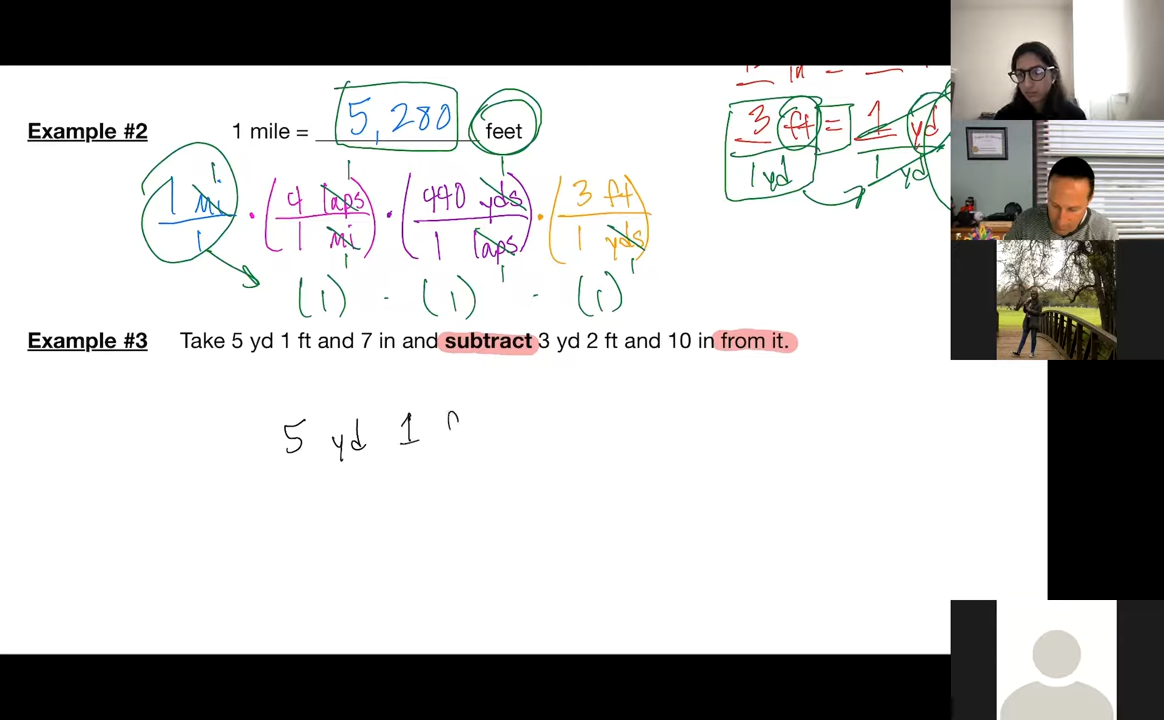 Example #2 1 mile = 5,280 feet
3 ft = 1 yd
1 yd 1 yd
1 mi . ( 4 laps ) . ( 440 yds ) . ( 3 ft )
1 ( 1 mi ) ( 1 laps ) ( 1 yds )
(1) . (1) . (1)
Example #3 Take 5 yd 1 ft and 7 in and subtract 3 yd 2 ft and 10 in from it.
5 yd 1